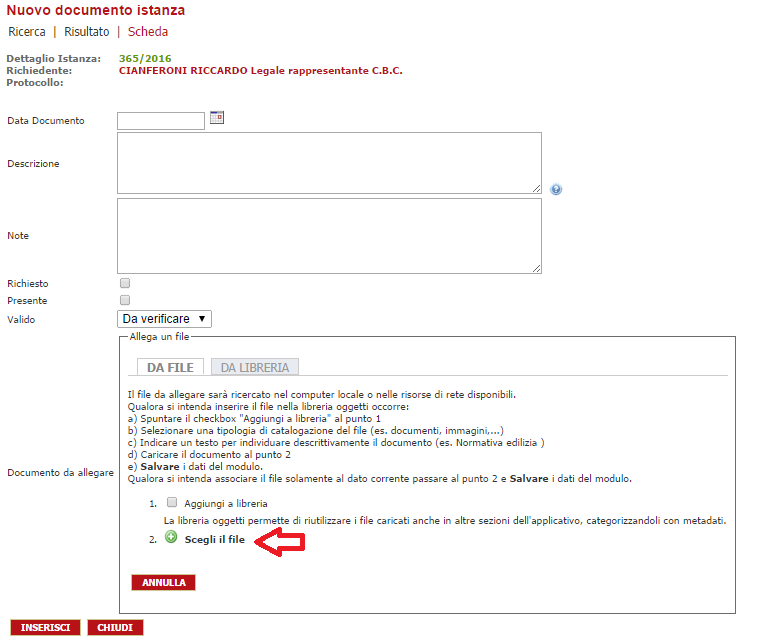 Nuovo documento istanza
Ricerca | Risultato | Scheda
Dettaglio Istanza: 365/2016
Richiedente: CIANFERONI RICCARDO Legale rappresentante C.B.C.
Protocollo:
Data Documento
Descrizione
Note
Richiesto
Presente
Valido Da verificare
Allega un file
DA FILE DA LIBRERIA
Il file da allegare sarà ricercato nel computer locale o nelle risorse di rete disponibili.
Qualora si intenda inserire il file nella libreria oggetti occorre:
a) Spuntare il checkbox "Aggiungi a libreria" al punto 1
b) Selezionare una tipologia di catalogazione del file (es. documenti, immagini,...)
c) Indicare un testo per individuare descrittivamente il documento (es. Normativa edilizia )
d) Caricare il documento al punto 2
e) Salvare i dati del modulo.
Qualora si intenda associare il file solamente al dato corrente passare al punto 2 e Salvare i dati del modulo.
Documento da allegare
1. Aggiungi a libreria
La libreria oggetti permette di riutilizzare i file caricati anche in altre sezioni dell'applicativo, categorizzandoli con metadati.
2. Scegli il file
ANNULLA
INSERISCI CHIUDI